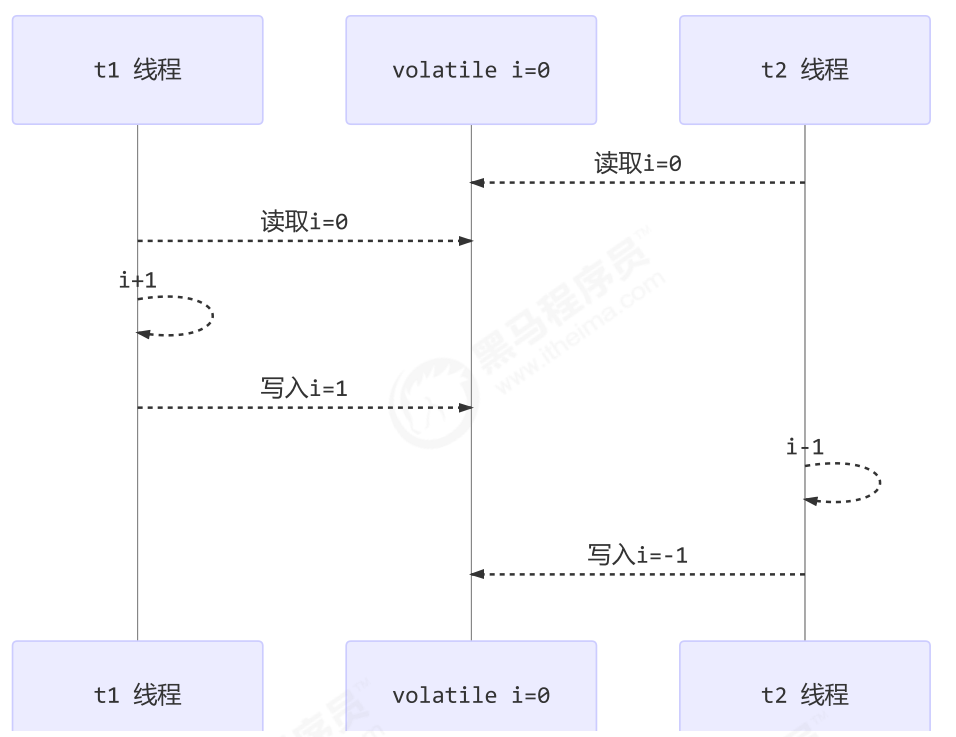 t1 线程
volatile i=0
t2 线程
读取i=0
读取i=0
i+1
黑马程序员™
www.itheima.com
写入i=1
i-1
写入i=-1
t1 线程
volatile i=0
t2 线程